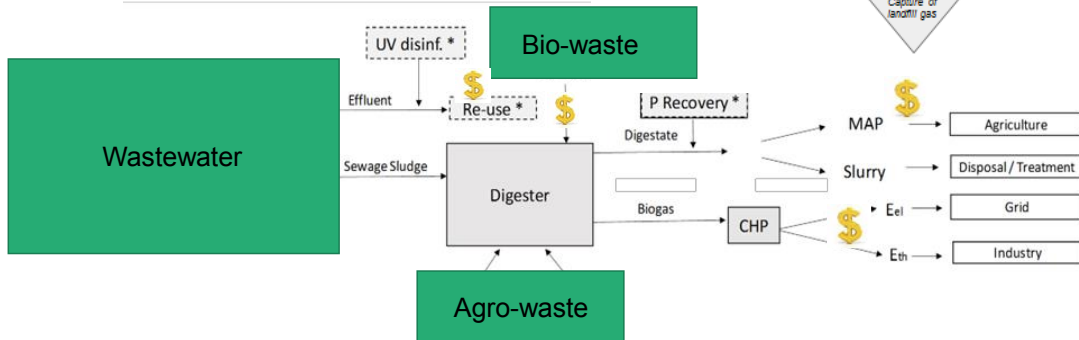 Capture of
landfill gas
UV disinf. *
Bio-waste
Effluent
Re-use *
P Recovery *
Wastewater
Sewage Sludge
Digester
Digestate
MAP
Agriculture
Slurry
Disposal / Treatment
Biogas
CHP
Eel
Grid
Eth
Industry
Agro-waste